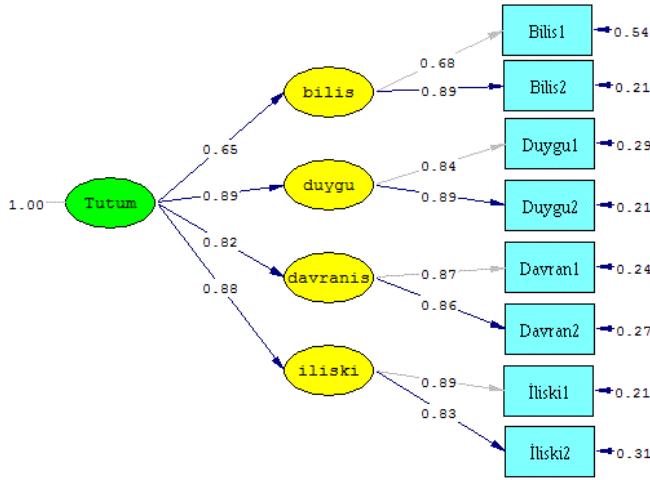 Bilis1
0.54
0.68
bilis
0.89
Bilis2
0.21
0.65
Duygu1
0.29
0.84
duygu
0.89
0.89
Duygu2
0.21
1.00
Tutum
0.82
Davran1
0.24
0.87
davranis
0.88
0.86
Davran2
0.27
iliski
0.89
İliski1
0.21
0.83
İliski2
0.31